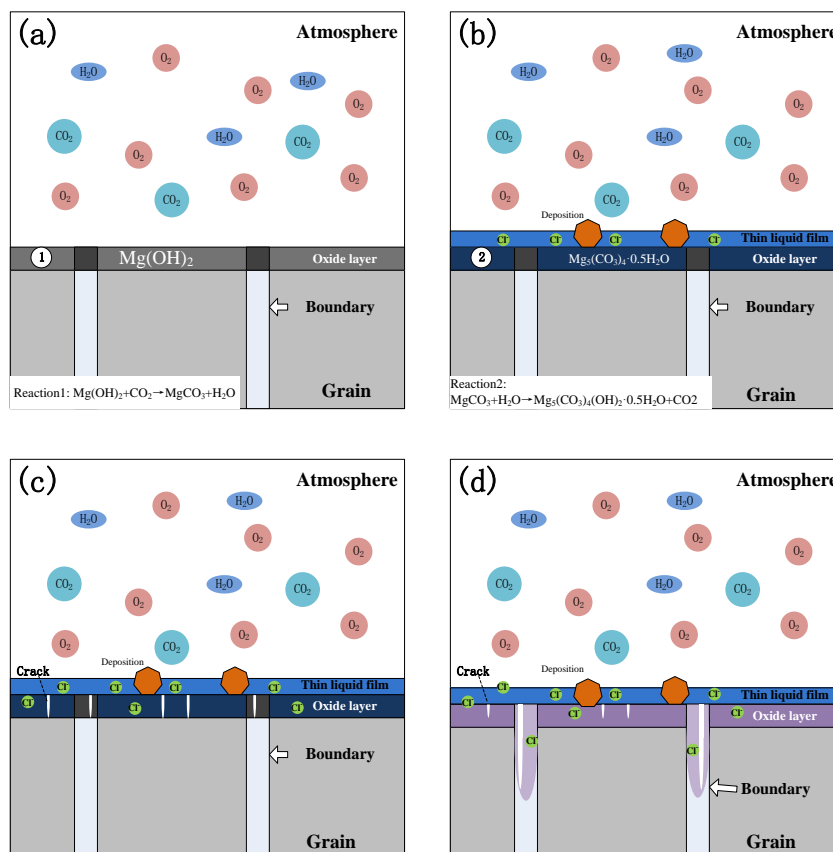 (a)
Atmosphere
O₂
H₂O
H₂O
O₂
O₂
CO₂
H₂O
CO₂
O₂
O₂
O₂
CO₂
O₂
1
Mg(OH)₂
Oxide layer
Boundary
Reaction1: Mg(OH)₂+CO₂→MgCO₃+H₂O
Grain
(b)
Atmosphere
H₂O
O₂
H₂O
O₂
O₂
CO₂
H₂O
CO₂
O₂
O₂
O₂
CO₂
O₂
Deposition
Cl⁻
Cl⁻
Cl⁻
Thin liquid film
2
Mg₅(CO₃)₄·0.5H₂O
Oxide layer
Boundary
Reaction2:
MgCO₃+H₂O→Mg₅(CO₃)₄(OH)₂·0.5H₂O+CO2
Grain
(c)
Atmosphere
H₂O
O₂
H₂O
O₂
O₂
CO₂
H₂O
CO₂
O₂
O₂
O₂
CO₂
O₂
Deposition
Crack
Cl⁻
Cl⁻
Cl⁻
Cl⁻
Thin liquid film
Cl⁻
Cl⁻
Cl⁻
Oxide layer
Boundary
Grain
(d)
Atmosphere
H₂O
O₂
H₂O
O₂
O₂
CO₂
H₂O
CO₂
O₂
O₂
O₂
CO₂
O₂
Deposition
Crack
Cl⁻
Cl⁻
Cl⁻
Cl⁻
Thin liquid film
Cl⁻
Cl⁻
Cl⁻
Oxide layer
Cl⁻
Cl⁻
Boundary
Grain